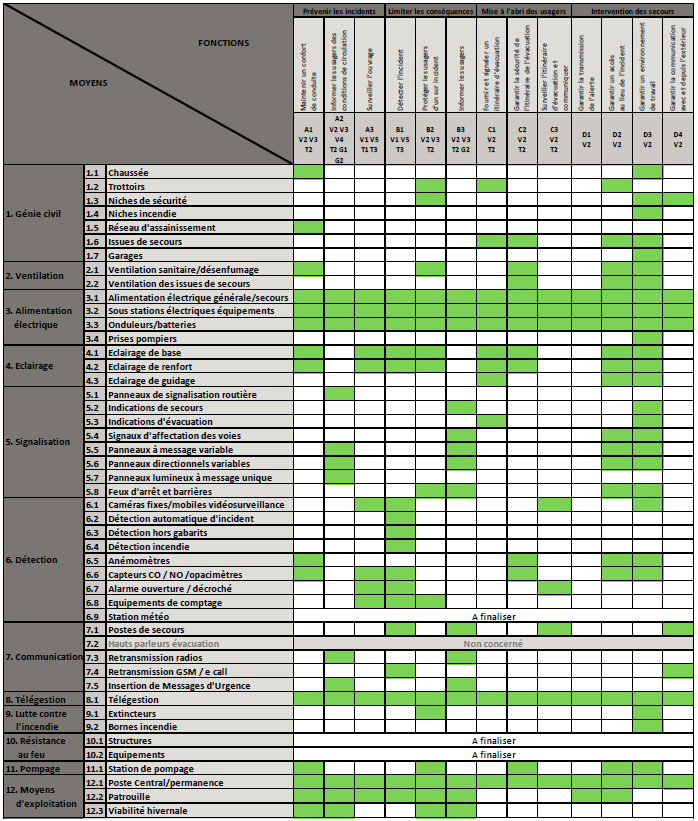 Prévenir les incidents Limiter les conséquences Mise à l'abri des usagers Intervention des secours
FONCTIONS
MOYENS
Maintenir un confort
de conduite
Informer les usagers des
conditions de circulation
Surveiller l'ouvrage
Détecter l'incident
Protéger les usagers
d'un sur incident
Informer les usagers
Fournir et signaler un
itinéraire d'évacuation
Garantir la sécurité de
l'itinéraire de l'évacuation
Surveiller l'itinéraire
d'évacuation et
communiquer
Garantir la transmission
de l'alerte
Garantir un accès
au lieu de l'incident
Garantir un environnement
de travail
Garantir la communication
avec et depuis l'extérieur
A1
V2 V3
T2
A2
V2 V3
V4
T2 G1
G2
A3
V1 V5
T1 T3
B1
V1 V5
T3
B2
V2 V3
T2
B3
V2 V3
T2 G2
C1
V2
T2
C2
V2
T2
C3
V2
T2
D1
V2
D2
V2
D3
V2
D4
V2
1. Génie civil
1.1 Chaussée
1.2 Trottoirs
1.3 Niches de sécurité
1.4 Niches incendie
1.5 Réseau d'assainissement
1.6 Issues de secours
1.7 Garages
2. Ventilation
2.1 Ventilation sanitaire/désenfumage
2.2 Ventilation des issues de secours
3. Alimentation
électrique
3.1 Alimentation électrique générale/secours
3.2 Sous stations électriques équipements
3.3 Onduleurs/batteries
3.4 Prises pompiers
4. Eclairage
4.1 Eclairage de base
4.2 Eclairage de renfort
4.3 Eclairage de guidage
5. Signalisation
5.1 Panneaux de signalisation routière
5.2 Indications de secours
5.3 Indications d'évacuation
5.4 Signaux d'affectation des voies
5.5 Panneaux à message variable
5.6 Panneaux directionnels variables
5.7 Panneaux lumineux à message unique
5.8 Feux d'arrêt et barrières
6. Détection
6.1 Caméras fixes/mobiles vidéosurveillance
6.2 Détection automatique d'incident
6.3 Détection hors gabarits
6.4 Détection incendie
6.5 Anémomètres
6.6 Capteurs CO / NO /opacimètres
6.7 Alarme ouverture / décroché
6.8 Equipements de comptage
6.9 Station météo A finaliser
7. Communication
7.1 Postes de secours
7.2 Hauts parleurs évacuation Non concerné
7.3 Retransmission radios
7.4 Retransmission GSM / e call
7.5 Insertion de Messages d'Urgence
8. Télégestion 8.1 Télégestion
9. Lutte contre
l'incendie
9.1 Extincteurs
9.2 Bornes incendie
10. Résistance
au feu
10.1 Structures A finaliser
10.2 Equipements A finaliser
11. Pompage 11.1 Station de pompage
12. Moyens
d'exploitation
12.1 Poste Central/permanence
12.2 Patrouille
12.3 Viabilité hivernale